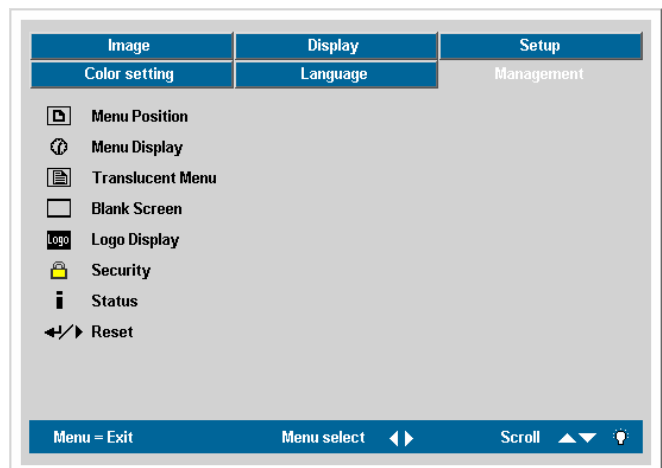 Image Display Setup
Color setting Language Management
Menu Position
Menu Display
Translucent Menu
Blank Screen
Logo Logo Display
Security
Status
Reset
Menu = Exit Menu select Scroll